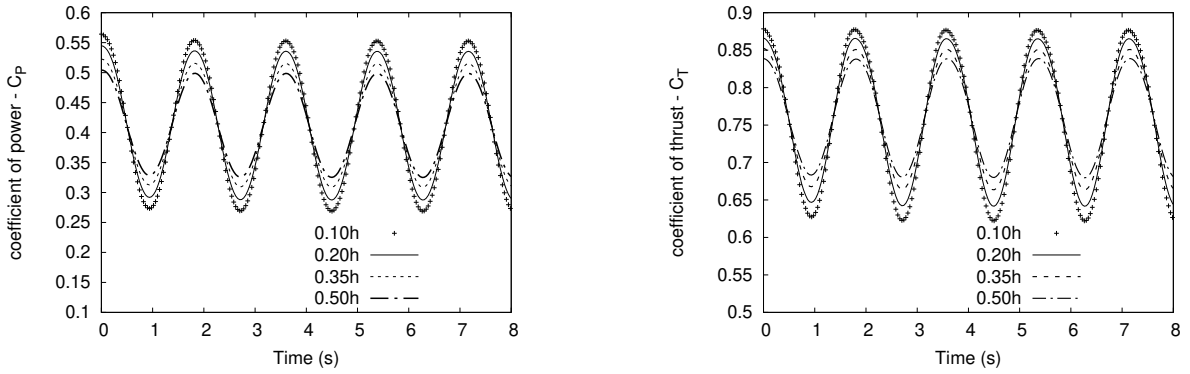 0.6
0.55
0.5
0.45
0.4
0.35
0.3
0.25
0.2
0.15
0.1
coefficient of power - C_P
0.10h
0.20h
0.35h
0.50h
0 1 2 3 4 5 6 7 8
Time (s)
0.9
0.85
0.8
0.75
0.7
0.65
0.6
0.55
0.5
coefficient of thrust - C_T
0.10h
0.20h
0.35h
0.50h
0 1 2 3 4 5 6 7 8
Time (s)